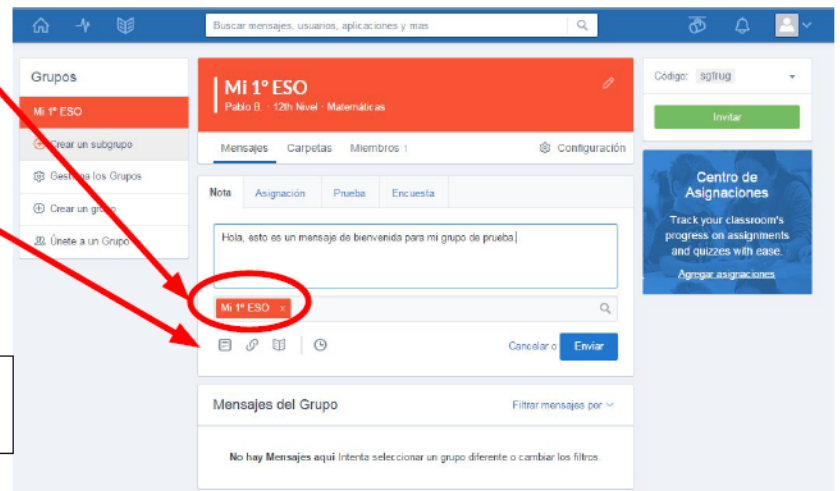 Buscar mensajes, usuarios, aplicaciones y mas
Grupos
Mi 1º ESO
Crear un subgrupo
Gestiona los Grupos
Crear un grupo
Únete a un Grupo
Mi 1º ESO
Pablo B. · 12th Nivel · Matemáticas
Mensajes Carpetas Miembros 1 Configuración
Nota Asignación Prueba Encuesta
Hola, esto es un mensaje de bienvenida para mi grupo de prueba
Mi 1º ESO ×
Cancelar o Enviar
Mensajes del Grupo Filtrar mensajes por
No hay Mensajes aqui Intenta seleccionar un grupo diferente o cambiar los filtros.
Código:
Invitar
Centro de
Asignaciones
Track your classroom's
progress on assignments
and quizzes with ease.
Agregar asignaciones